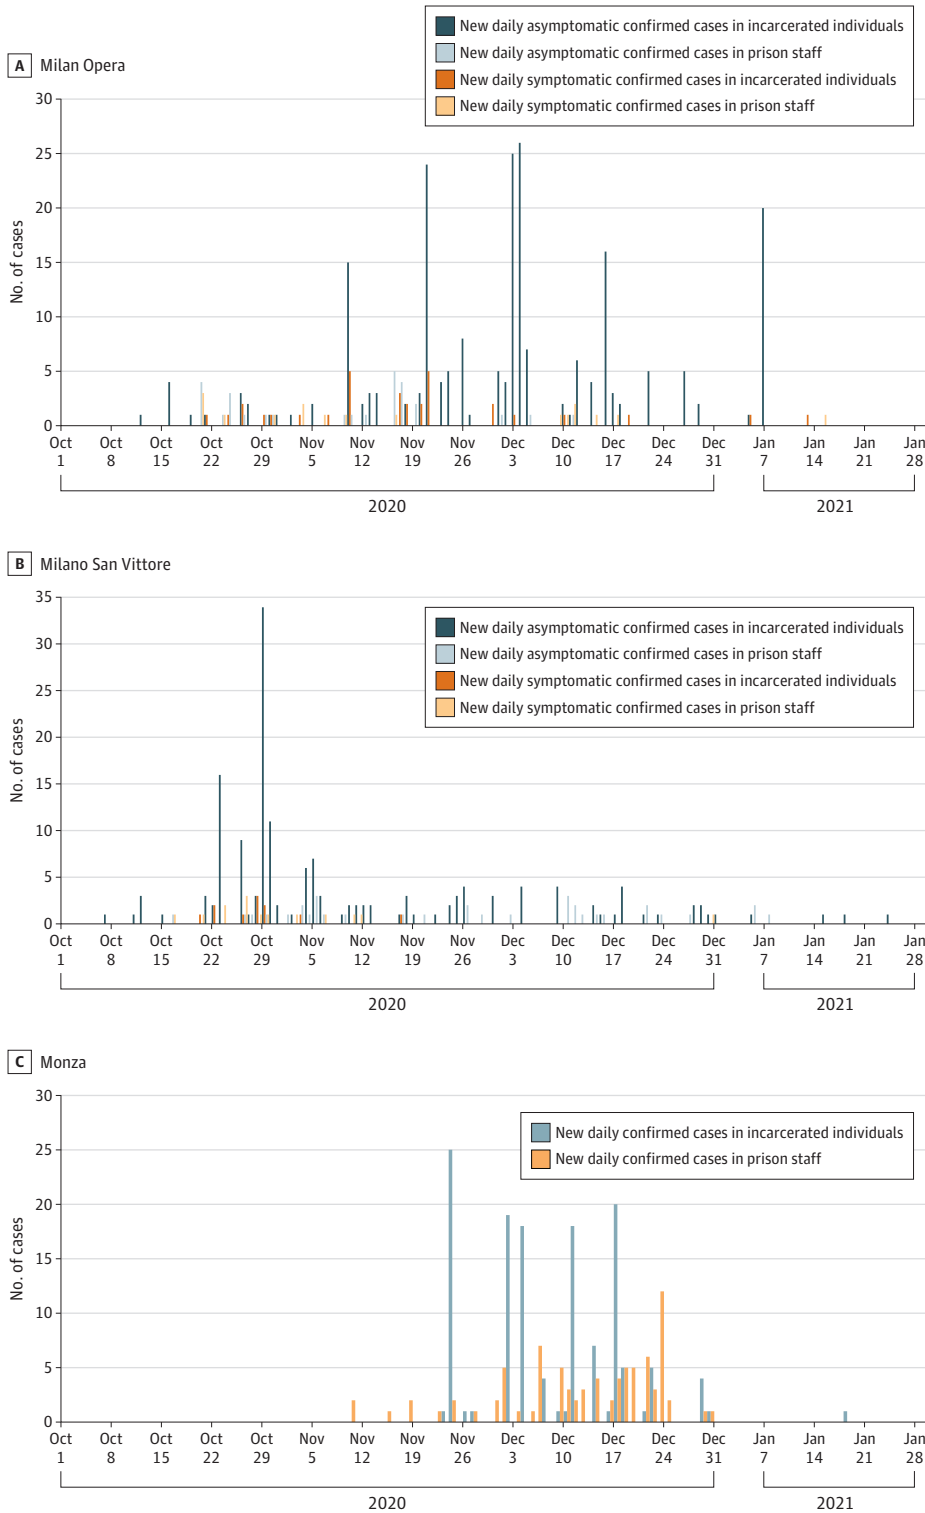 New daily asymptomatic confirmed cases in incarcerated individuals
New daily asymptomatic confirmed cases in prison staff
New daily symptomatic confirmed cases in incarcerated individuals
New daily symptomatic confirmed cases in prison staff
A Milan Opera
30
25
20
15
10
5
0
No. of cases
Oct Oct Oct Oct Oct Nov Nov Nov Nov Dec Dec Dec Dec Dec Jan Jan Jan Jan
1 8 15 22 29 5 12 19 26 3 10 17 24 31 7 14 21 28
2020 2021
B Milano San Vittore
35
30
25
20
15
10
5
0
No. of cases
New daily asymptomatic confirmed cases in incarcerated individuals
New daily asymptomatic confirmed cases in prison staff
New daily symptomatic confirmed cases in incarcerated individuals
New daily symptomatic confirmed cases in prison staff
Oct Oct Oct Oct Oct Nov Nov Nov Nov Dec Dec Dec Dec Dec Jan Jan Jan Jan
1 8 15 22 29 5 12 19 26 3 10 17 24 31 7 14 21 28
2020 2021
C Monza
30
25
20
15
10
5
0
No. of cases
New daily confirmed cases in incarcerated individuals
New daily confirmed cases in prison staff
Oct Oct Oct Oct Oct Nov Nov Nov Nov Dec Dec Dec Dec Dec Jan Jan Jan Jan
1 8 15 22 29 5 12 19 26 3 10 17 24 31 7 14 21 28
2020 2021